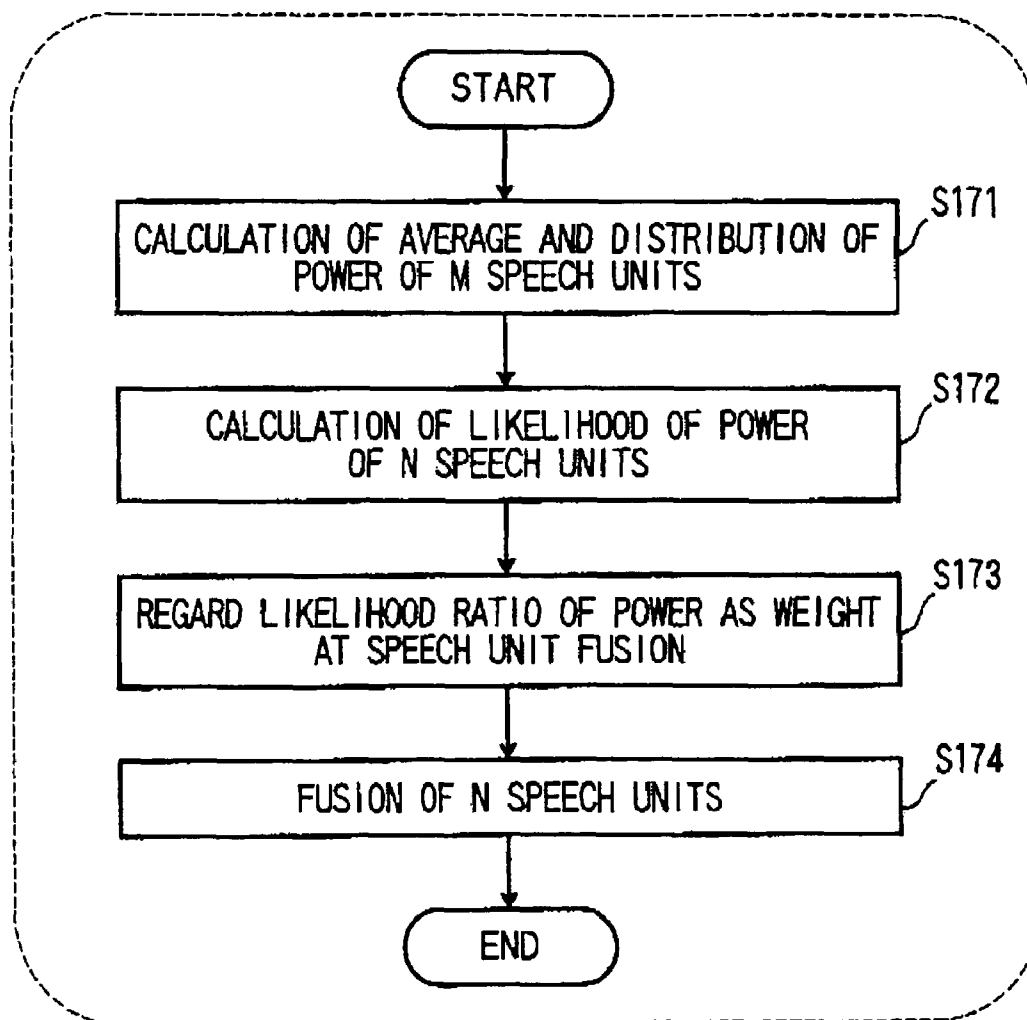 START
S171
CALCULATION OF AVERAGE AND DISTRIBUTION OF
POWER OF M SPEECH UNITS
S172
CALCULATION OF LIKELIHOOD OF POWER
OF N SPEECH UNITS
S173
REGARD LIKELIHOOD RATIO OF POWER AS WEIGHT
AT SPEECH UNIT FUSION
S174
FUSION OF N SPEECH UNITS
END